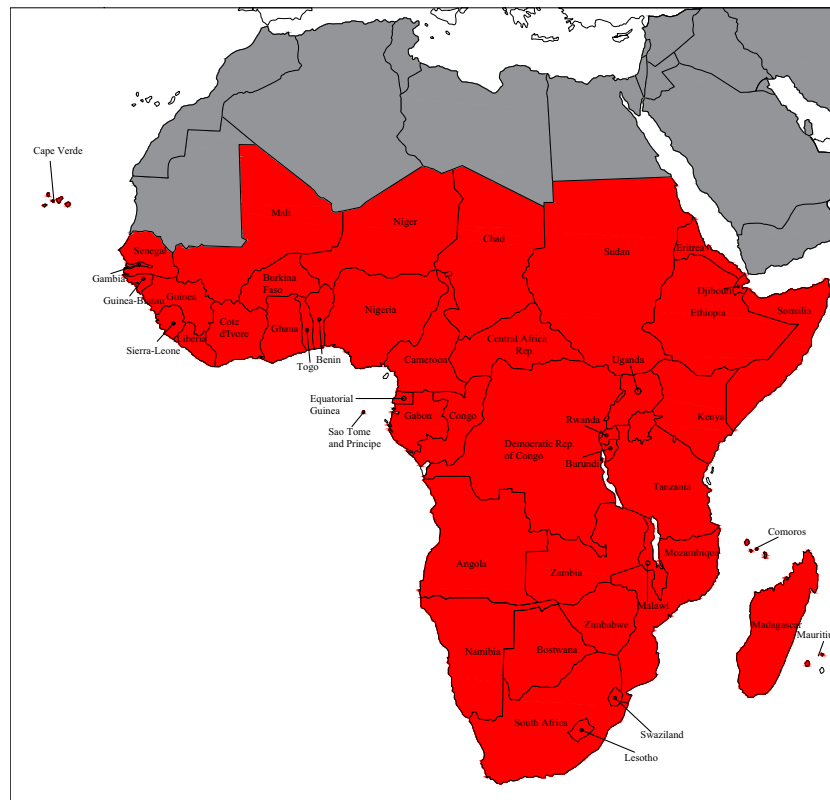 Cape Verde
Mali
Niger
Chad
Sudan
Eritrea
Senegal
Gambia
Guinea-Bissau
Guinea
Burkina
Faso
Djibouti
Ethiopia
Somalia
Nigeria
Cote
d'Ivore
Ghana
Liberia
Sierra-Leone
Togo
Benin
Central Africa
Rep.
Cameroon
Uganda
Equatorial
Guinea
Gabon
Congo
Kenya
Sao Tome
and Principe
Rwanda
Democratic Rep.
of Congo
Burundi
Tanzania
Comoros
Mozambique
Angola
Zambia
Malawi
Madagascar
Mauritiu
Zimbabwe
Namibia
Bostwana
South Africa
Swaziland
Lesotho